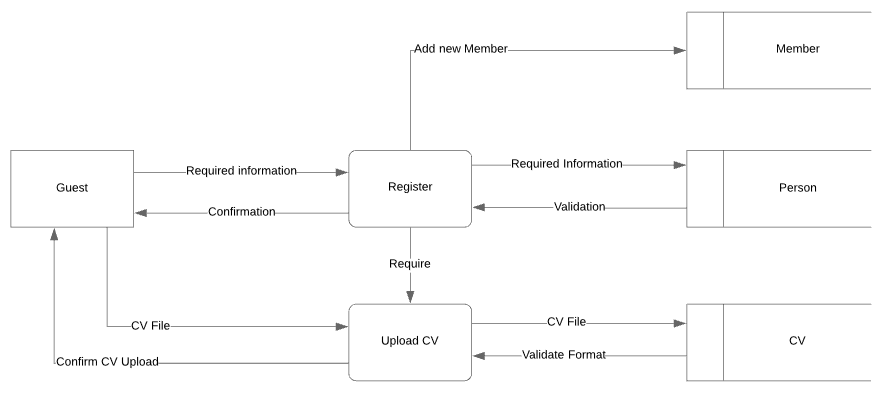 Add new Member
Member
Guest
Required information
Register
Required Information
Person
Confirmation
Validation
Require
CV File
Upload CV
CV File
CV
Confirm CV Upload
Validate Format